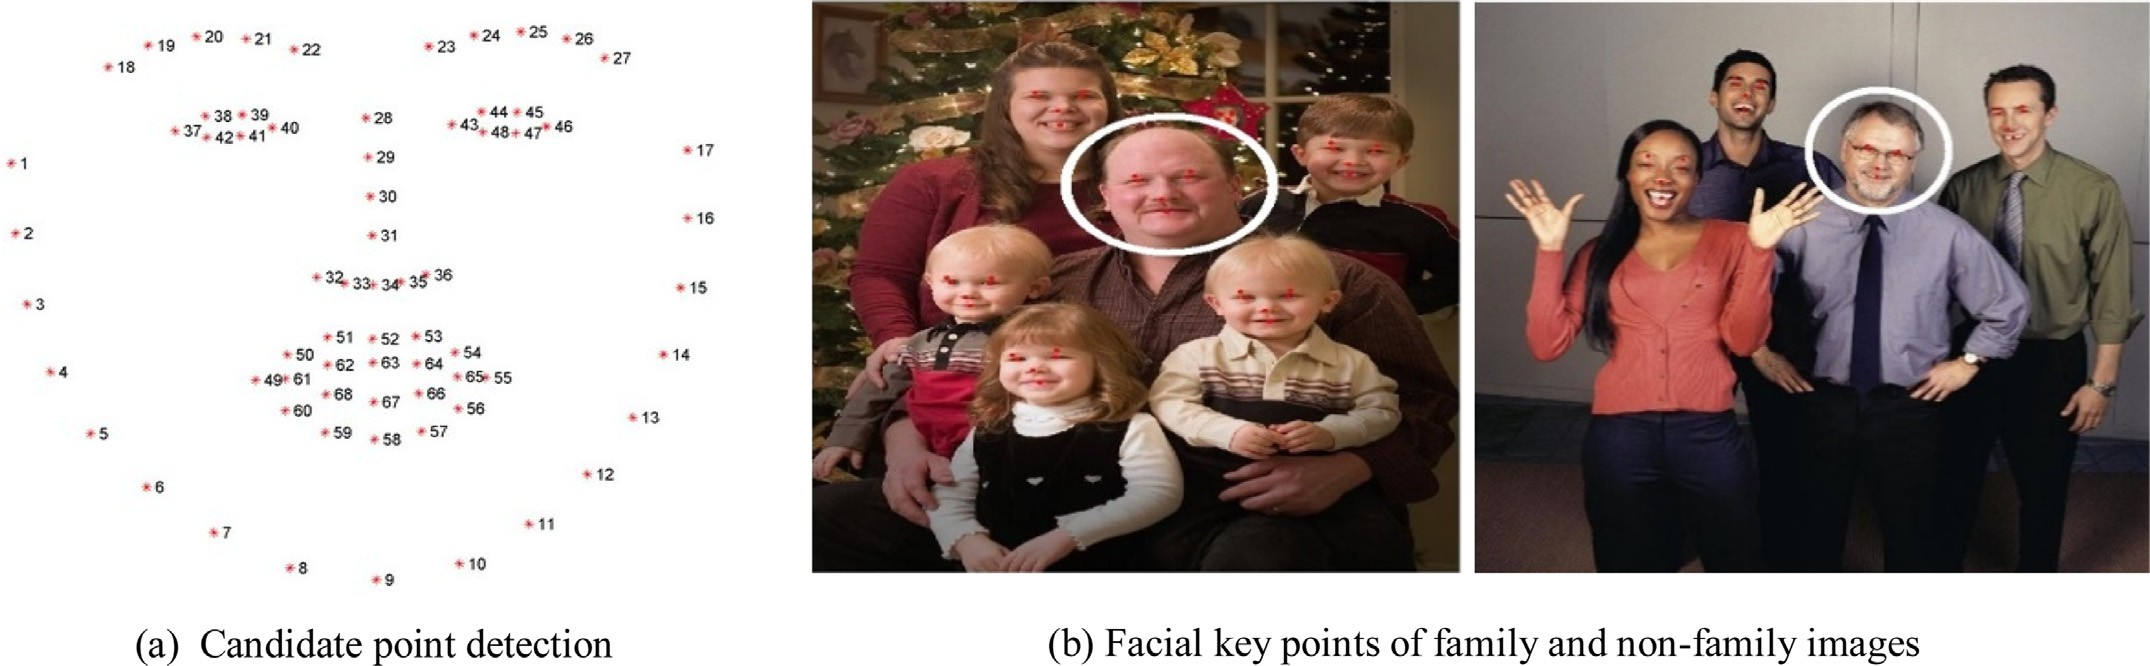 19 20 21 22 23 24 25 26
18 27
38 39 28 44 45
37 42 41 40 43 48 47 46
1 29 17
30
2 31 16
32 33 34 35 36
3 15
51 52 53
50 62 63 64 54 14
4 49 61 65 55
68 67 66
60 56 13
5 59 58 57
6 12
7 11
8 9 10
(a) Candidate point detection
(b) Facial key points of family and non-family images